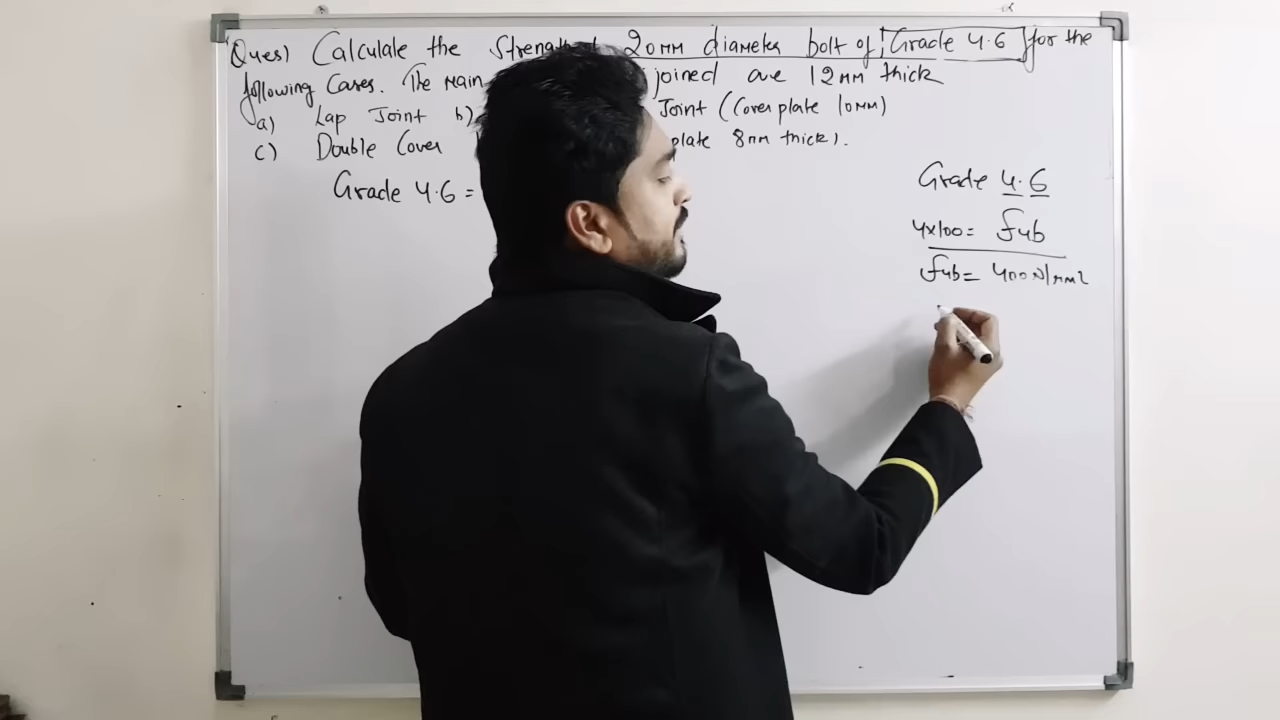 Ques) Calculate the Strength 20mm diameter bolt of Grade 4.6 for the
following Cases. The main joined are 12mm thick
a) Lap Joint b) Joint (Cover plate 10mm)
c) Double Cover plate 8mm thick).
Grade 4.6 =
Grade 4.6
4x100 = fub
fub = 400 N/mm2